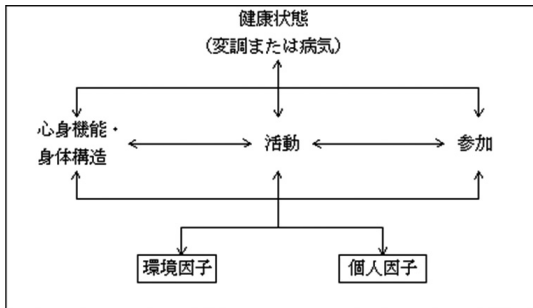 健康状態
(変調または病気)
心身機能・
身体構造
活動
参加
環境因子
個人因子